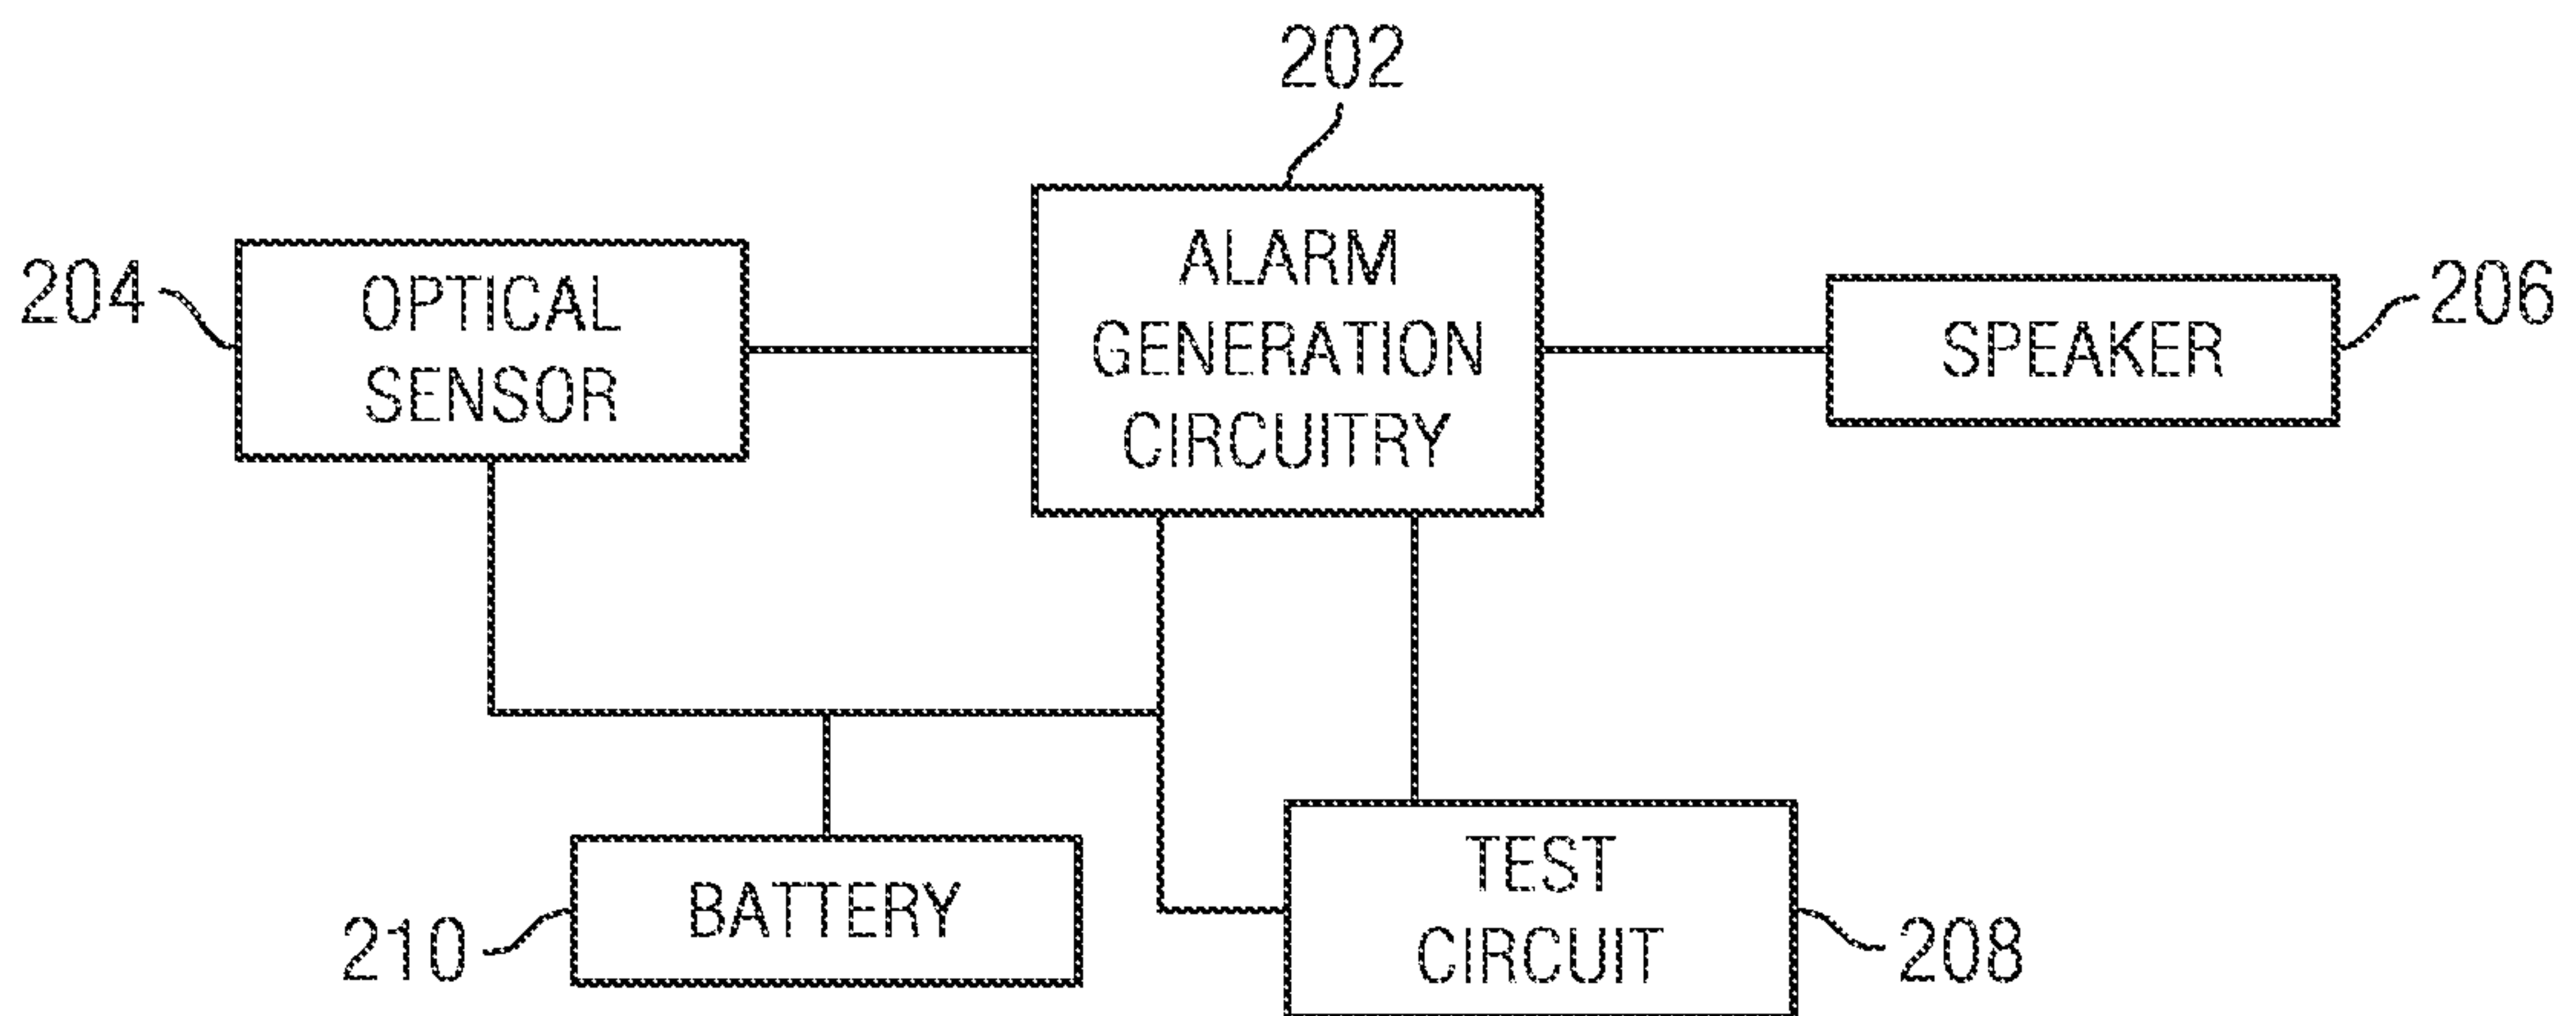 202
204
OPTICAL
SENSOR
ALARM
GENERATION
CIRCUITRY
SPEAKER
206
210
BATTERY
TEST
CIRCUIT
208